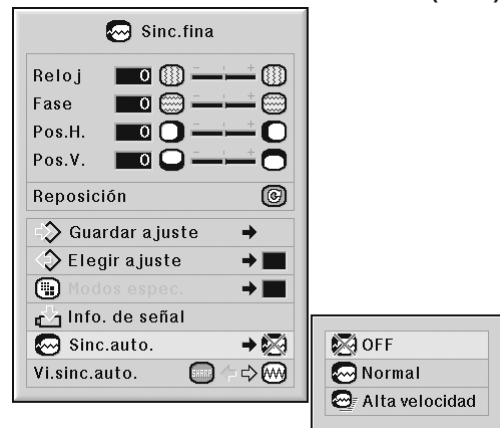 Sinc.fina
Reloj 0 - +
Fase 0 - +
Pos.H. 0 - +
Pos.V. 0 - +
Reposición
Guardar ajuste
Elegir ajuste
Modos espec.
Info. de señal
Sinc.auto.
Vi.sinc.auto. SHARP
OFF
Normal
Alta velocidad